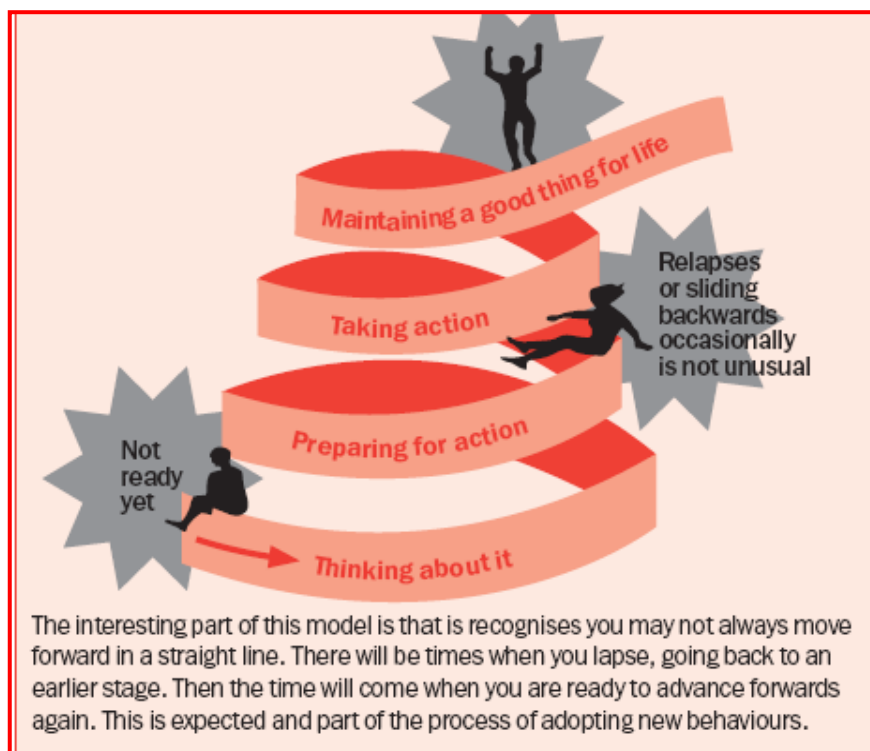 Maintaining a good thing for life
Relapses
or sliding
backwards
occasionally
is not unusual
Taking action
Preparing for action
Not
ready
yet
Thinking about it
The interesting part of this model is that is recognises you may not always move
forward in a straight line. There will be times when you lapse, going back to an
earlier stage. Then the time will come when you are ready to advance forwards
again. This is expected and part of the process of adopting new behaviours.